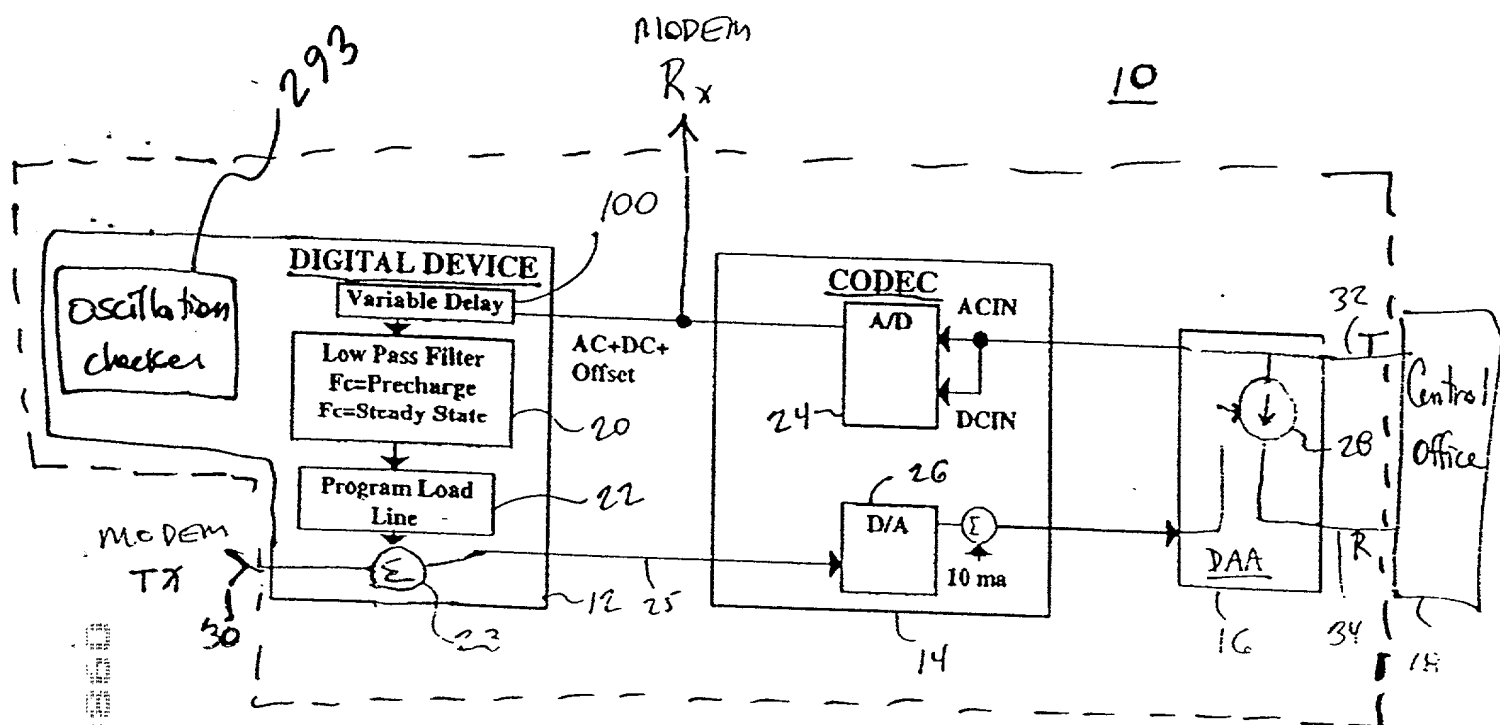 293
MODEM
Rx
10
100
DIGITAL DEVICE
Variable Delay
Oscillation
checker
Low Pass Filter
Fc=Precharge
Fc=Steady State
20
AC+DC+
Offset
CODEC
A/D
ACIN
DCIN
24
32
T
Central
Office
28
Program Load
Line
22
26
D/A
Σ
10 ma
MODEM
TX
30
Σ
23
12
25
14
DAA
16
R
34
18